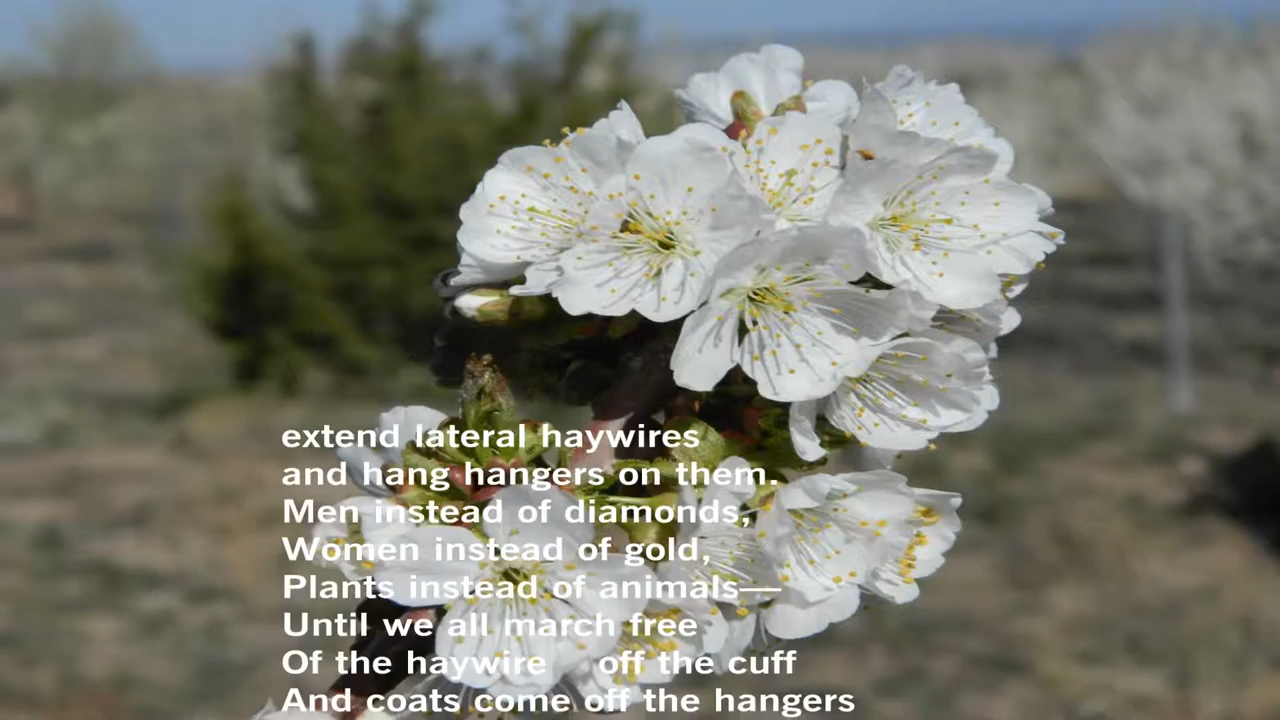 extend lateral haywires
and hang hangers on them.
Men instead of diamonds,
Women instead of gold,
Plants instead of animals—
Until we all march free
Of the haywire off the cuff
And coats come off the hangers